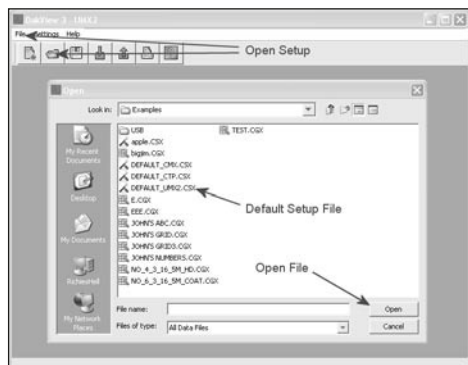 DakView 3 - UMX2
File Settings Help
Open Setup
Open
Look in: Examples
My Recent Documents
Desktop
My Documents
My Network Places
USB
apple.CSX
bigjim.CGX
DEFAULT_CMX.CSX
DEFAULT_CTP.CSX
DEFAULT_UMX2.CSX
E.CGX
EEE.CGX
JOHN'S ABC.CGX
JOHN'S GRID.CGX
JOHN'S GRID3.CGX
JOHN'S NUMBERS.CGX
NO_4_3_16_5M_HD.CGX
NO_6_3_16_5M_COAT.CGX
TEST.CGX
Default Setup File
Open File
File name:
Open
Files of type: All Data Files
Cancel